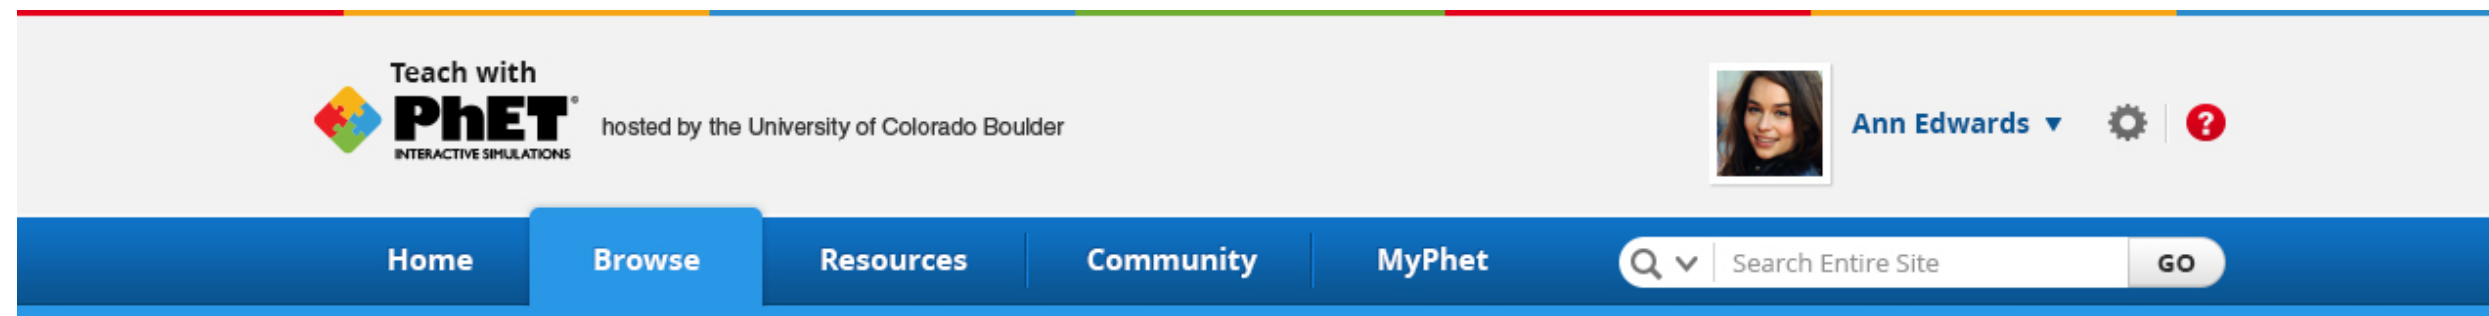 Teach with
PhET®
INTERACTIVE SIMULATIONS
hosted by the University of Colorado Boulder
Ann Edwards ▼
?
Home Browse Resources Community MyPhet Search Entire Site GO